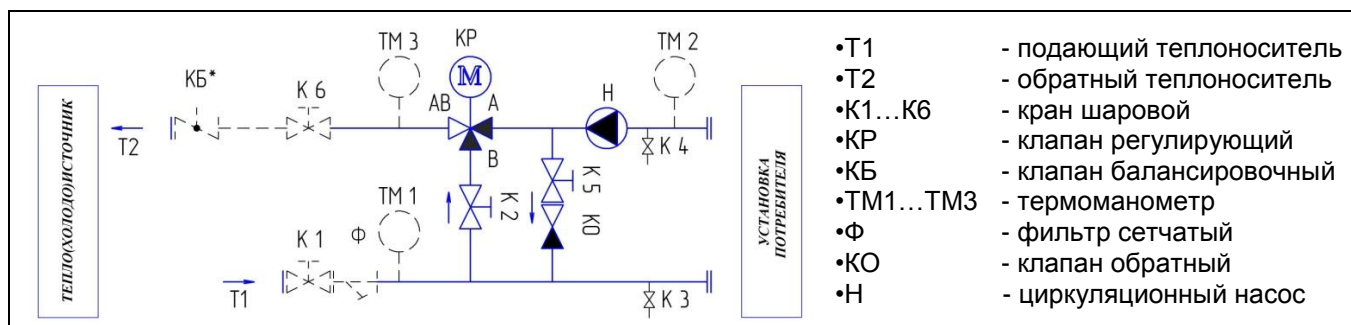 ТЕПЛО(ХОЛОДО)ИСТОЧНИК
КБ*
К 6
ТМ 3
КР
М
АВ
А
В
Н
ТМ 2
Т2
К 4
К 5
К 2
КО
ТМ 1
Ф
К 1
Т1
К 3
УСТАНОВКА
ПОТРЕБИТЕЛЯ
•Т1 - подающий теплоноситель
•Т2 - обратный теплоноситель
•К1...К6 - кран шаровой
•КР - клапан регулирующий
•КБ - клапан балансировочный
•ТМ1…ТМ3 - термоманометр
•Ф - фильтр сетчатый
•КО - клапан обратный
•Н - циркуляционный насос